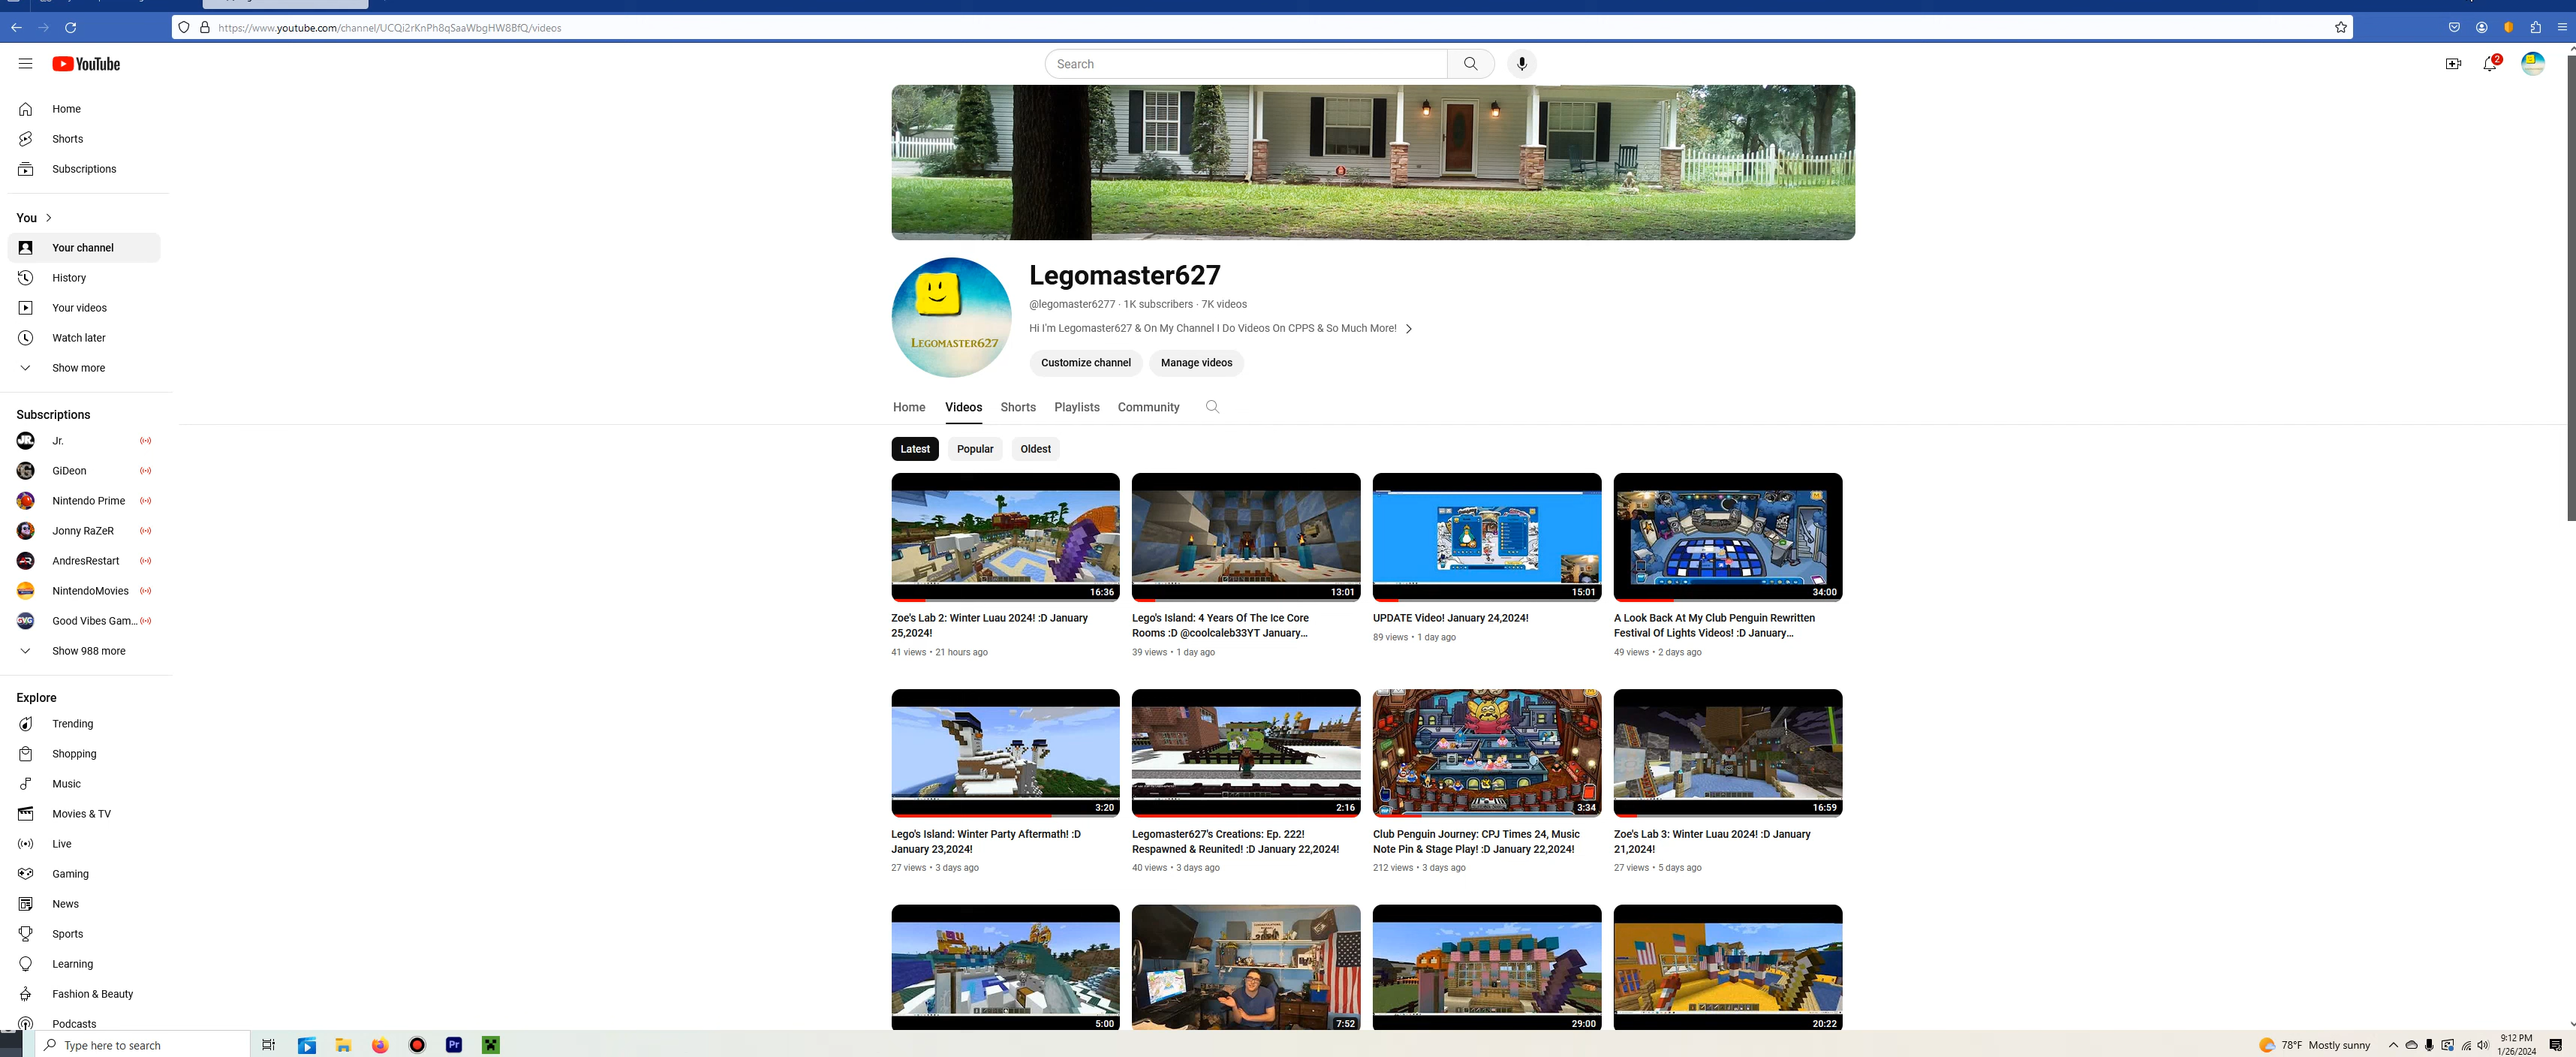 https://www.youtube.com/channel/UCQi2rKnPh8qSaaWbgHW8BfQ/videos
YouTube
Search
2
Home
Shorts
Subscriptions
You
Your channel
History
Your videos
Watch later
Show more
Subscriptions
Jr.
GiDeon
Nintendo Prime
Jonny RaZeR
AndresRestart
NintendoMovies
Good Vibes Gam...
Show 988 more
Explore
Trending
Shopping
Music
Movies & TV
Live
Gaming
News
Sports
Learning
Fashion & Beauty
Podcasts
LEGOMASTER627
Legomaster627
@legomaster6277 · 1K subscribers · 7K videos
Hi I'm Legomaster627 & On My Channel I Do Videos On CPPS & So Much More!
Customize channel Manage videos
Home Videos Shorts Playlists Community
Latest Popular Oldest
16:36 13:01 15:01 34:00
Zoe's Lab 2: Winter Luau 2024! :D January
25,2024!
41 views • 21 hours ago
Lego's Island: 4 Years Of The Ice Core
Rooms :D @coolcaleb33YT January...
39 views • 1 day ago
UPDATE Video! January 24,2024!
89 views • 1 day ago
A Look Back At My Club Penguin Rewritten
Festival Of Lights Videos! :D January...
49 views • 2 days ago
3:20 2:16 3:34 16:59
Lego's Island: Winter Party Aftermath! :D
January 23,2024!
27 views • 3 days ago
Legomaster627's Creations: Ep. 222!
Respawned & Reunited! :D January 22,2024!
40 views • 3 days ago
Club Penguin Journey: CPJ Times 24, Music
Note Pin & Stage Play! :D January 22,2024!
212 views • 3 days ago
Zoe's Lab 3: Winter Luau 2024! :D January
21,2024!
27 views • 5 days ago
5:00 7:52 29:00 20:22
Type here to search
Pr
78°F Mostly sunny
9:12 PM
1/26/2024